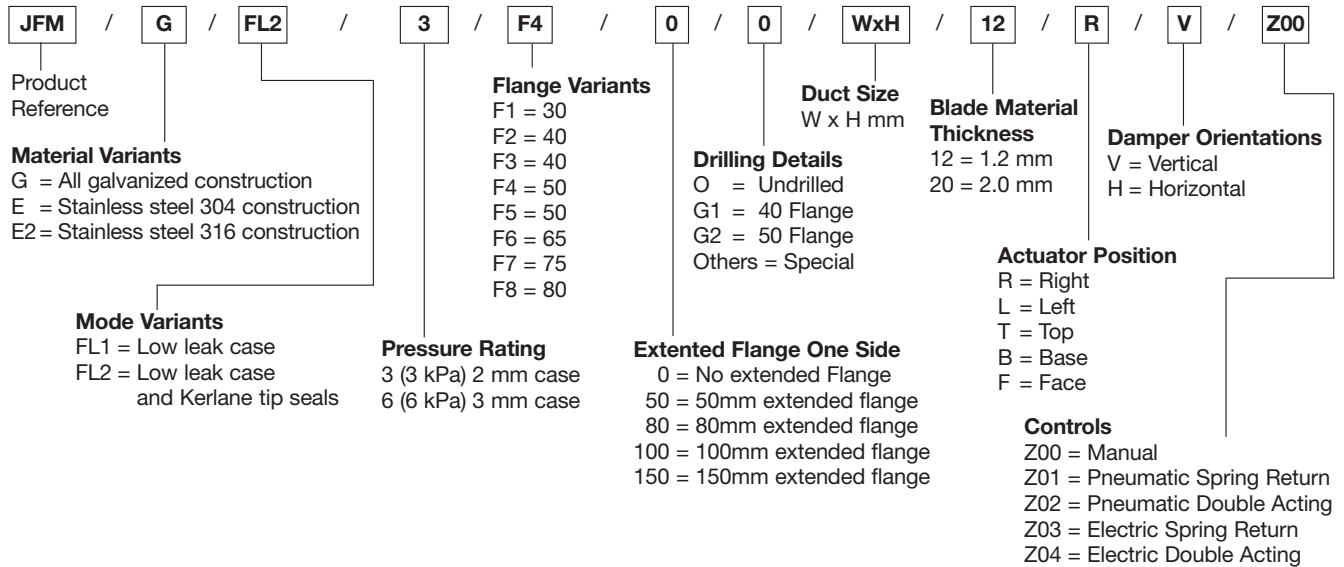 JFM / G / FL2 / 3 / F4 / 0 / 0 / WxH / 12 / R / V / Z00
Product
Reference
Material Variants
G = All galvanized construction
E = Stainless steel 304 construction
E2 = Stainless steel 316 construction
Mode Variants
FL1 = Low leak case
FL2 = Low leak case
and Kerlane tip seals
Pressure Rating
3 (3 kPa) 2 mm case
6 (6 kPa) 3 mm case
Flange Variants
F1 = 30
F2 = 40
F3 = 40
F4 = 50
F5 = 50
F6 = 65
F7 = 75
F8 = 80
Extented Flange One Side
0 = No extended Flange
50 = 50mm extended flange
80 = 80mm extended flange
100 = 100mm extended flange
150 = 150mm extended flange
Drilling Details
O = Undrilled
G1 = 40 Flange
G2 = 50 Flange
Others = Special
Duct Size
W x H mm
Blade Material
Thickness
12 = 1.2 mm
20 = 2.0 mm
Actuator Position
R = Right
L = Left
T = Top
B = Base
F = Face
Damper Orientations
V = Vertical
H = Horizontal
Controls
Z00 = Manual
Z01 = Pneumatic Spring Return
Z02 = Pneumatic Double Acting
Z03 = Electric Spring Return
Z04 = Electric Double Acting